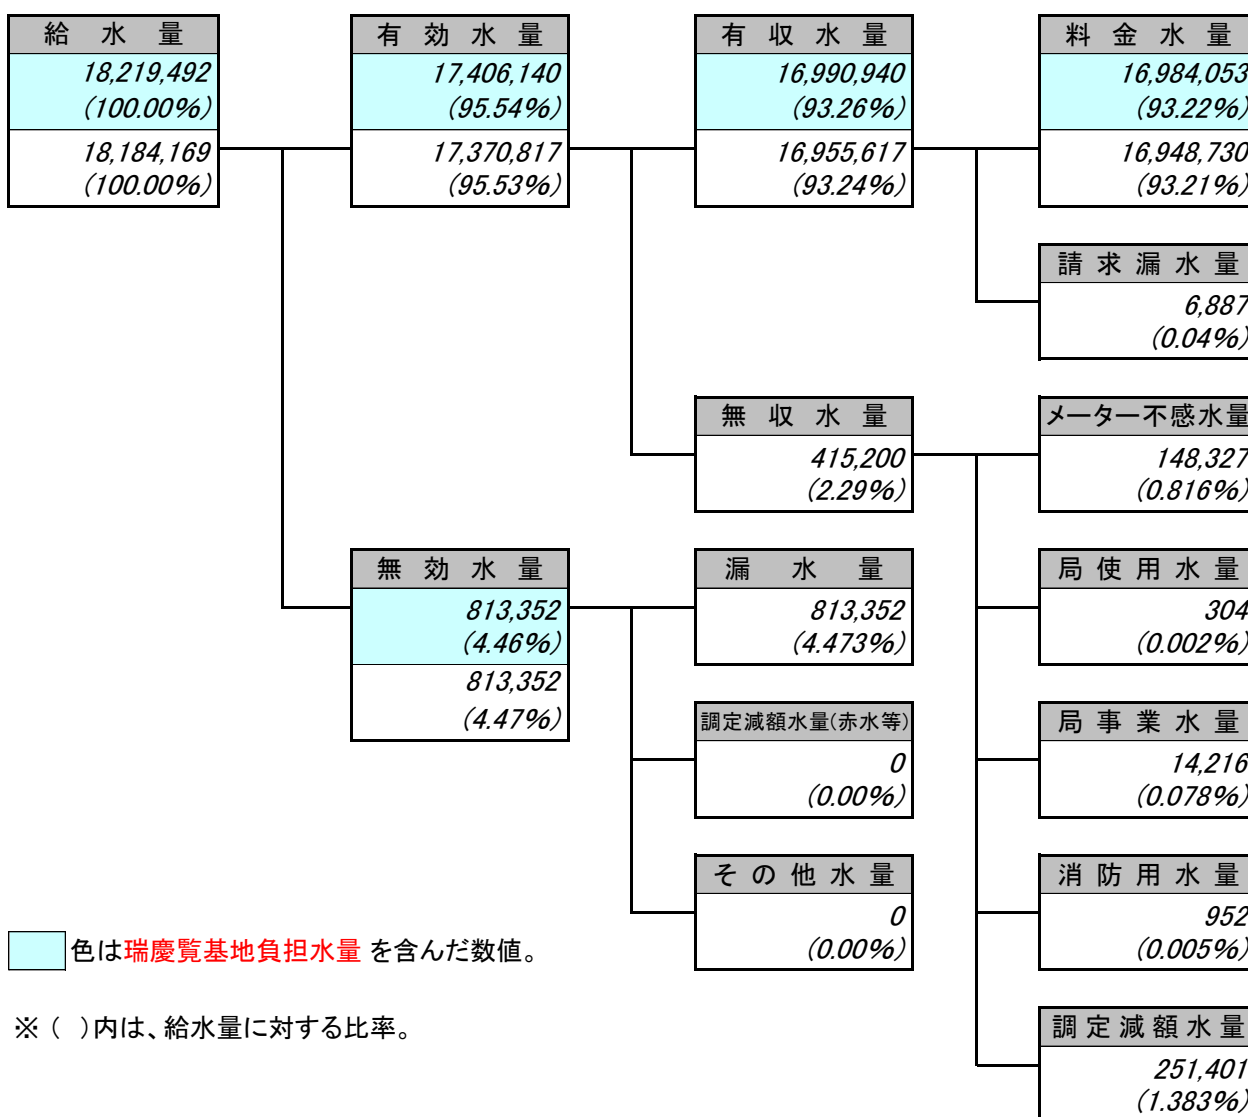 給水量
18,219,492
(100.00%)
18,184,169
(100.00%)
有効水量
17,406,140
(95.54%)
17,370,817
(95.53%)
有収水量
16,990,940
(93.26%)
16,955,617
(93.24%)
料金水量
16,984,053
(93.22%)
16,948,730
(93.21%)
請求漏水量
6,887
(0.04%)
無収水量
415,200
(2.29%)
メーター不感水量
148,327
(0.816%)
無効水量
813,352
(4.46%)
813,352
(4.47%)
漏水量
813,352
(4.473%)
局使用水量
304
(0.002%)
調定減額水量(赤水等)
0
(0.00%)
局事業水量
14,216
(0.078%)
その他水量
0
(0.00%)
消防用水量
952
(0.005%)
調定減額水量
251,401
(1.383%)
色は瑞慶覧基地負担水量 を含んだ数値。
※ ( )内は、給水量に対する比率。